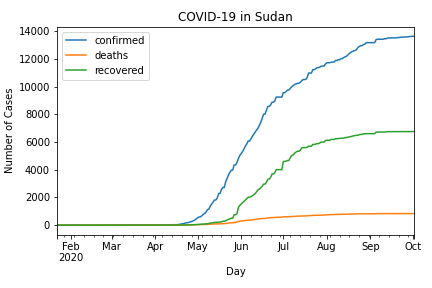 COVID-19 in Sudan
confirmed
deaths
recovered
Number of Cases
14000
12000
10000
8000
6000
4000
2000
0
Feb Mar Apr May Jun Jul Aug Sep Oct
2020
Day